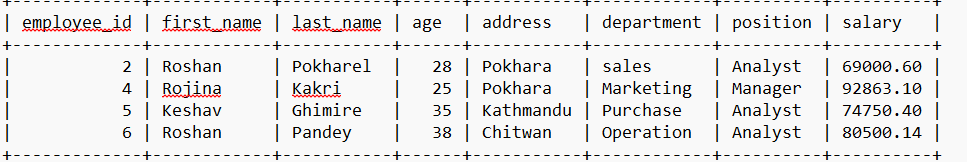 +-------------+------------+-----------+-----+-----------+------------+----------+----------+
| employee_id | first_name | last_name | age | address   | department | position | salary   |
+-------------+------------+-----------+-----+-----------+------------+----------+----------+
|           2 | Roshan     | Pokharel  |  28 | Pokhara   | sales      | Analyst  | 69000.60 |
|           4 | Rojina     | Kakri     |  25 | Pokhara   | Marketing  | Manager  | 92863.10 |
|           5 | Keshav     | Ghimire   |  35 | Kathmandu | Purchase   | Analyst  | 74750.40 |
|           6 | Roshan     | Pandey    |  38 | Chitwan   | Operation  | Analyst  | 80500.14 |
+-------------+------------+-----------+-----+-----------+------------+----------+----------+